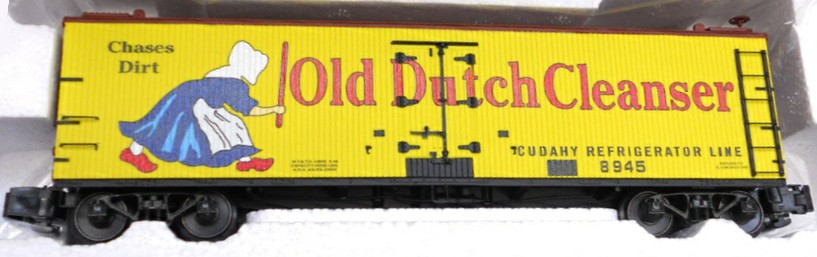 Chases
Dirt
Old Dutch Cleanser
CUDAHY REFRIGERATOR LINE
8945